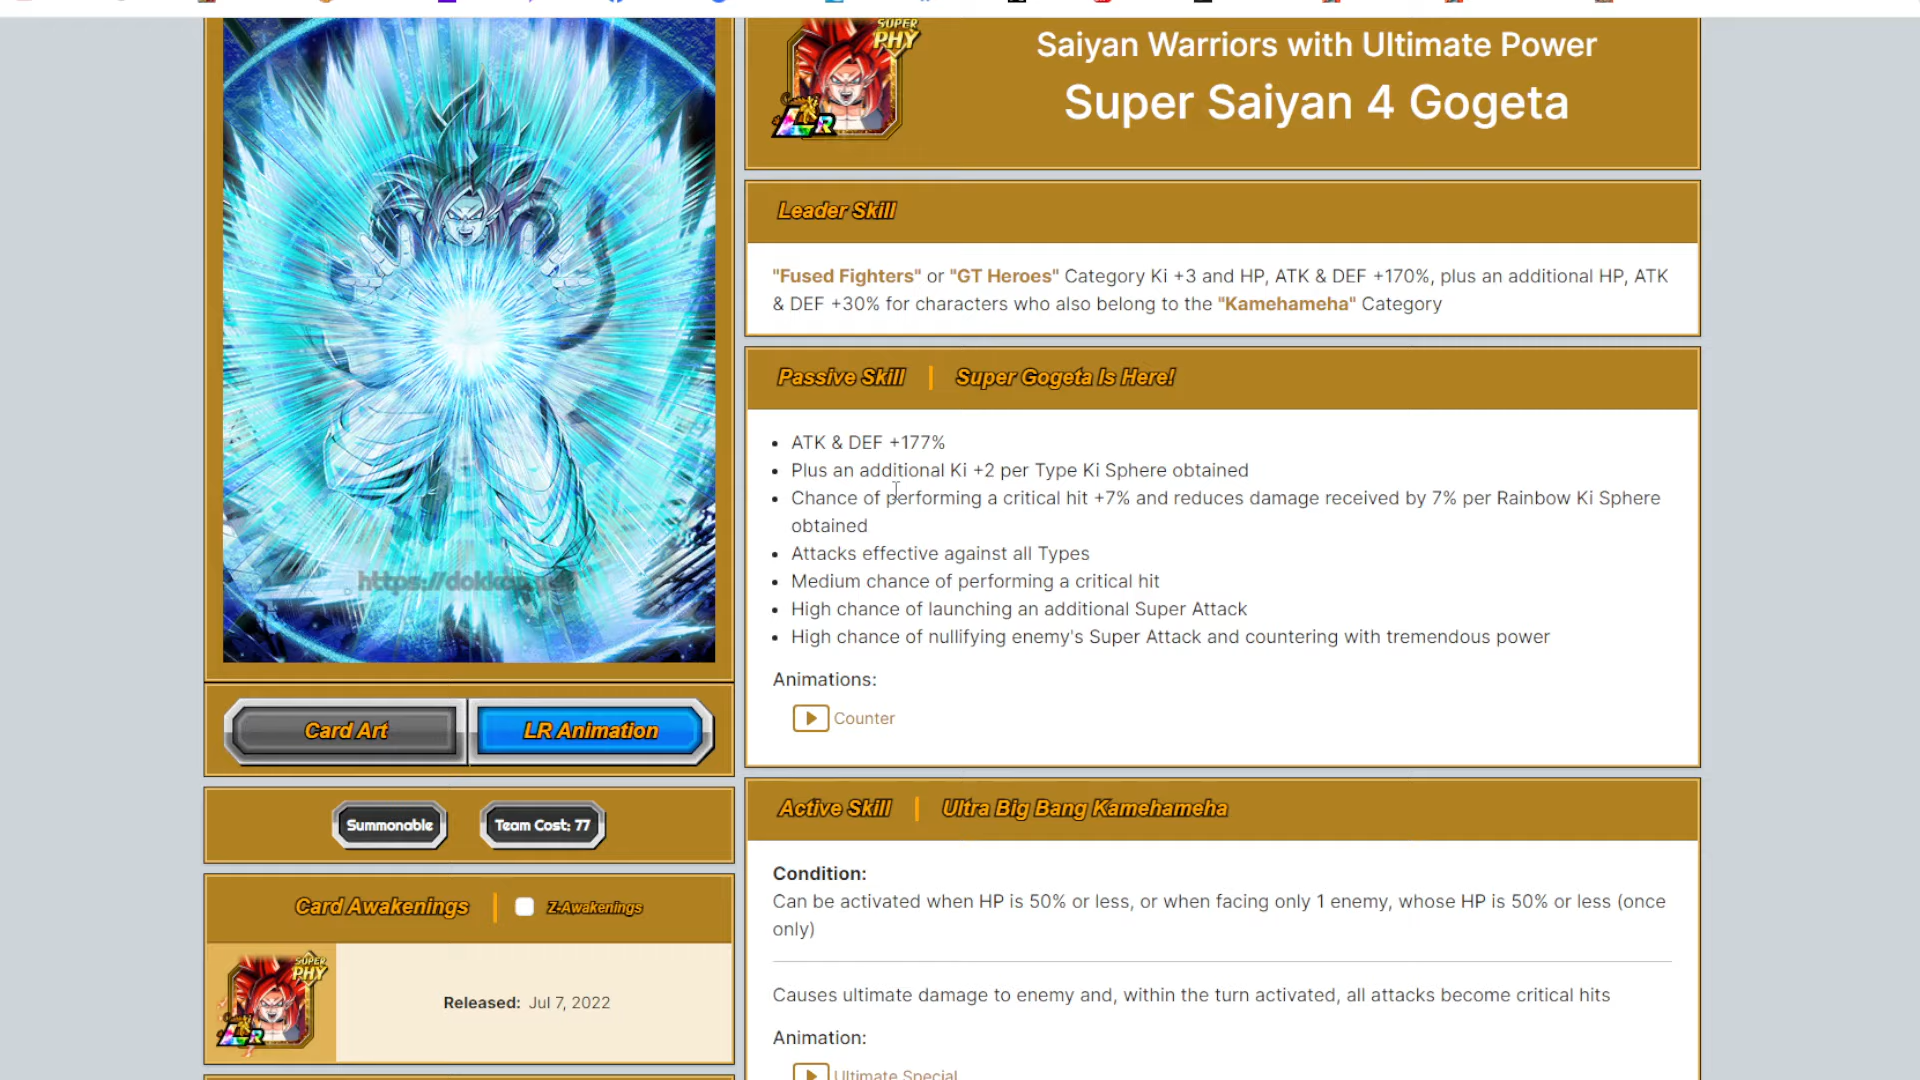 SUPER
PHY
LR
Saiyan Warriors with Ultimate Power
Super Saiyan 4 Gogeta
Leader Skill
"Fused Fighters" or "GT Heroes" Category Ki +3 and HP, ATK & DEF +170%, plus an additional HP, ATK
& DEF +30% for characters who also belong to the "Kamehameha" Category
Passive Skill | Super Gogeta Is Here!
• ATK & DEF +177%
• Plus an additional Ki +2 per Type Ki Sphere obtained
• Chance of performing a critical hit +7% and reduces damage received by 7% per Rainbow Ki Sphere
obtained
• Attacks effective against all Types
• Medium chance of performing a critical hit
• High chance of launching an additional Super Attack
• High chance of nullifying enemy's Super Attack and countering with tremendous power
Animations:
Counter
Active Skill | Ultra Big Bang Kamehameha
Condition:
Can be activated when HP is 50% or less, or when facing only 1 enemy, whose HP is 50% or less (once
only)
Causes ultimate damage to enemy and, within the turn activated, all attacks become critical hits
Animation:
Ultimate Special
Card Art
LR Animation
Summonable
Team Cost: 77
Card Awakenings | Z-Awakenings
SUPER
PHY
LR
Released: Jul 7, 2022